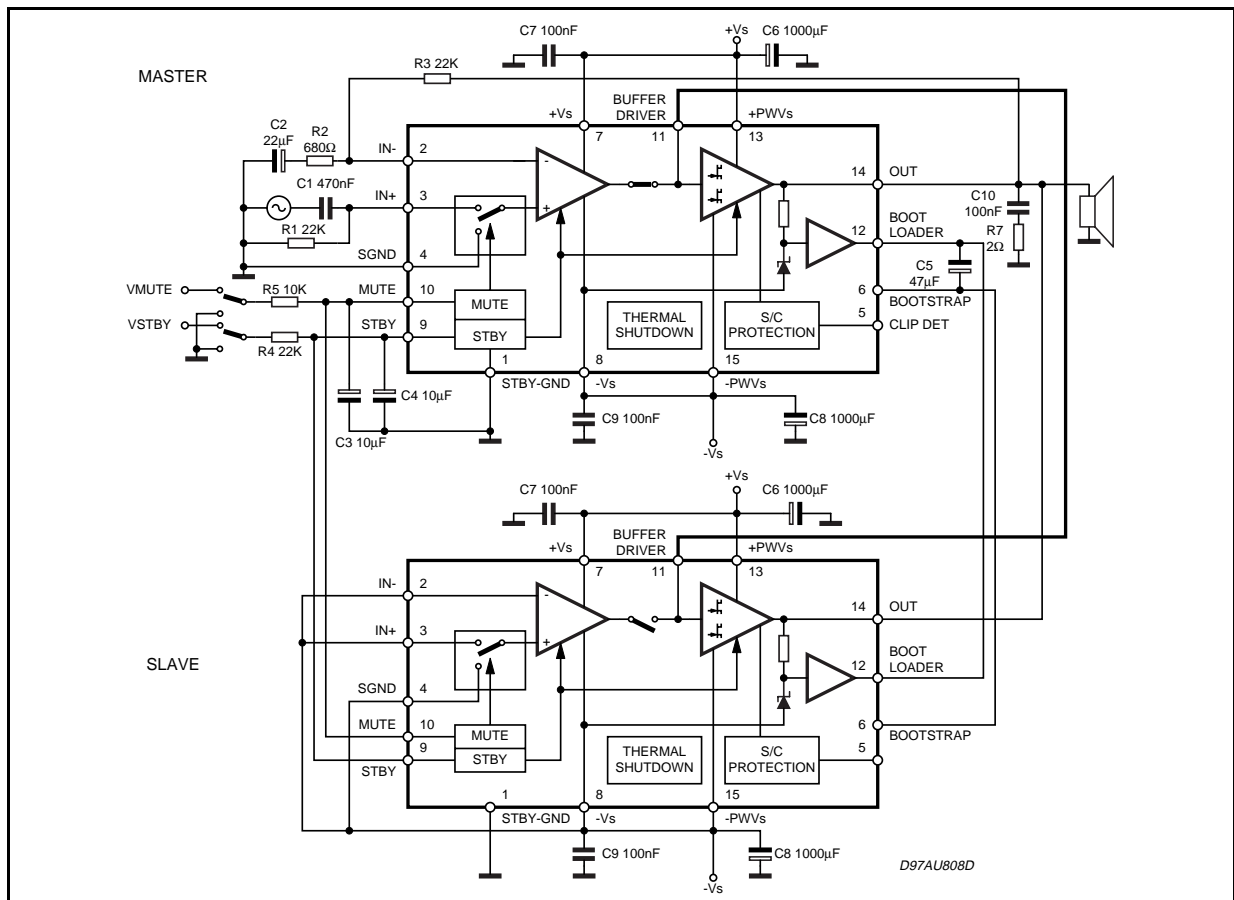 C7 100nF
+Vs
C6 1000μF
MASTER
R3 22K
BUFFER
DRIVER
+Vs
+PWVs
7
11
13
C2
22μF
R2
680Ω
IN-
2
-
14
OUT
C1 470nF
IN+
3
+
C10
100nF
R7
2Ω
BOOT
LOADER
12
R1 22K
SGND
4
C5
47μF
VMUTE
R5 10K
MUTE
10
MUTE
6
BOOTSTRAP
VSTBY
R4 22K
STBY
9
STBY
THERMAL
SHUTDOWN
S/C
PROTECTION
5
CLIP DET
1
STBY-GND
8
-Vs
15
-PWVs
C3 10μF
C4 10μF
C9 100nF
C8 1000μF
-Vs
C7 100nF
+Vs
C6 1000μF
BUFFER
DRIVER
+Vs
+PWVs
7
11
13
IN-
2
-
14
OUT
IN+
3
+
SLAVE
BOOT
LOADER
12
SGND
4
MUTE
10
MUTE
6
BOOTSTRAP
STBY
9
STBY
THERMAL
SHUTDOWN
S/C
PROTECTION
5
1
STBY-GND
8
-Vs
15
-PWVs
C9 100nF
C8 1000μF
-Vs
D97AU808D